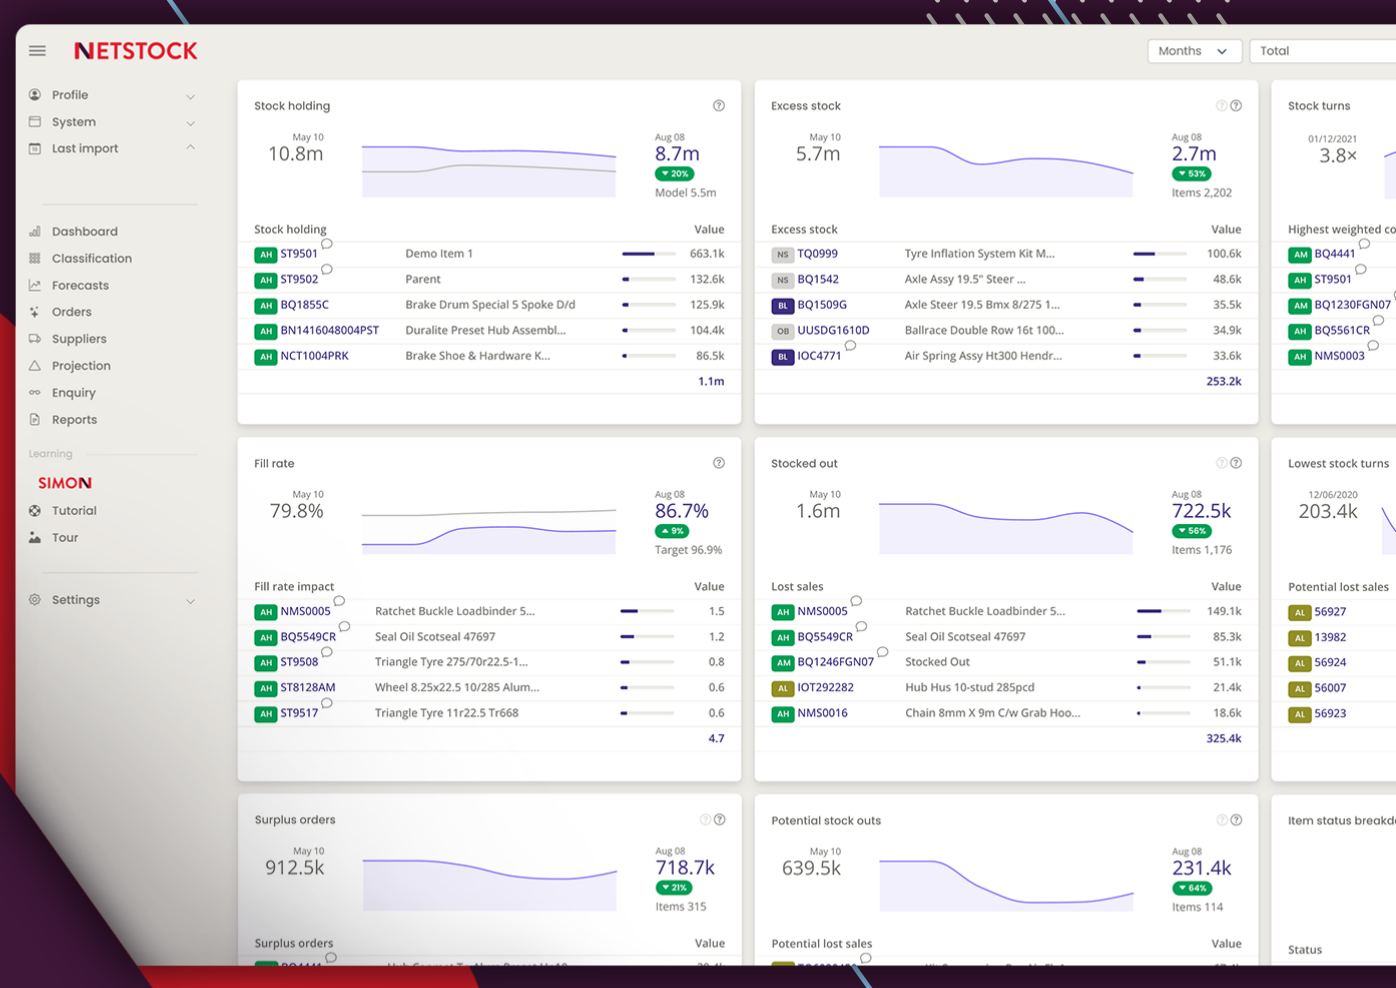 NETSTOCK
Months
Total
Profile
System
Last import
Dashboard
Classification
Forecasts
Orders
Suppliers
Projection
Enquiry
Reports
Learning
SIMON
Tutorial
Tour
Settings
Stock holding
May 10
10.8m
Aug 08
8.7m
20%
Model 5.5m
Stock holding Value
AH ST9501 Demo Item 1 663.1k
AH ST9502 Parent 132.6k
AH BQ1855C Brake Drum Special 5 Spoke D/d 125.9k
AH BN1416048004PST Duralite Preset Hub Assembl... 104.4k
AH NCT1004PRK Brake Shoe & Hardware K... 86.5k
1.1m
Excess stock
May 10
5.7m
Aug 08
2.7m
53%
Items 2,202
Excess stock Value
NS TQ0999 Tyre Inflation System Kit M... 100.6k
NS BQ1542 Axle Assy 19.5" Steer ... 48.6k
BL BQ1509G Axle Steer 19.5 Bmx 8/275 1... 35.5k
OB UUSDG1610D Ballrace Double Row 16t 100... 34.9k
BL IOC4771 Air Spring Assy Ht300 Hendr... 33.6k
253.2k
Stock turns
01/12/2021
3.8×
Highest weighted co
AM BQ4441
AH ST9501
AM BQ1230FGN07
AH BQ5561CR
AH NMS0003
Fill rate
May 10
79.8%
Aug 08
86.7%
9%
Target 96.9%
Fill rate impact Value
AH NMS0005 Ratchet Buckle Loadbinder 5... 1.5
AH BQ5549CR Seal Oil Scotseal 47697 1.2
AH ST9508 Triangle Tyre 275/70r22.5-1... 0.8
AH ST8128AM Wheel 8.25x22.5 10/285 Alum... 0.6
AH ST9517 Triangle Tyre 11r22.5 Tr668 0.6
4.7
Stocked out
May 10
1.6m
Aug 08
722.5k
56%
Items 1,176
Lost sales Value
AH NMS0005 Ratchet Buckle Loadbinder 5... 149.1k
AH BQ5549CR Seal Oil Scotseal 47697 85.3k
AM BQ1246FGN07 Stocked Out 51.1k
AL IOT292282 Hub Hus 10-stud 285pcd 21.4k
AH NMS0016 Chain 8mm X 9m C/w Grab Hoo... 18.6k
325.4k
Lowest stock turns
12/06/2020
203.4k
Potential lost sales
AL 56927
AL 13982
AL 56924
AL 56007
AL 56923
Surplus orders
May 10
912.5k
Aug 08
718.7k
21%
Items 315
Surplus orders Value
Potential stock outs
May 10
639.5k
Aug 08
231.4k
64%
Items 114
Potential lost sales Value
Item status breakd
Status